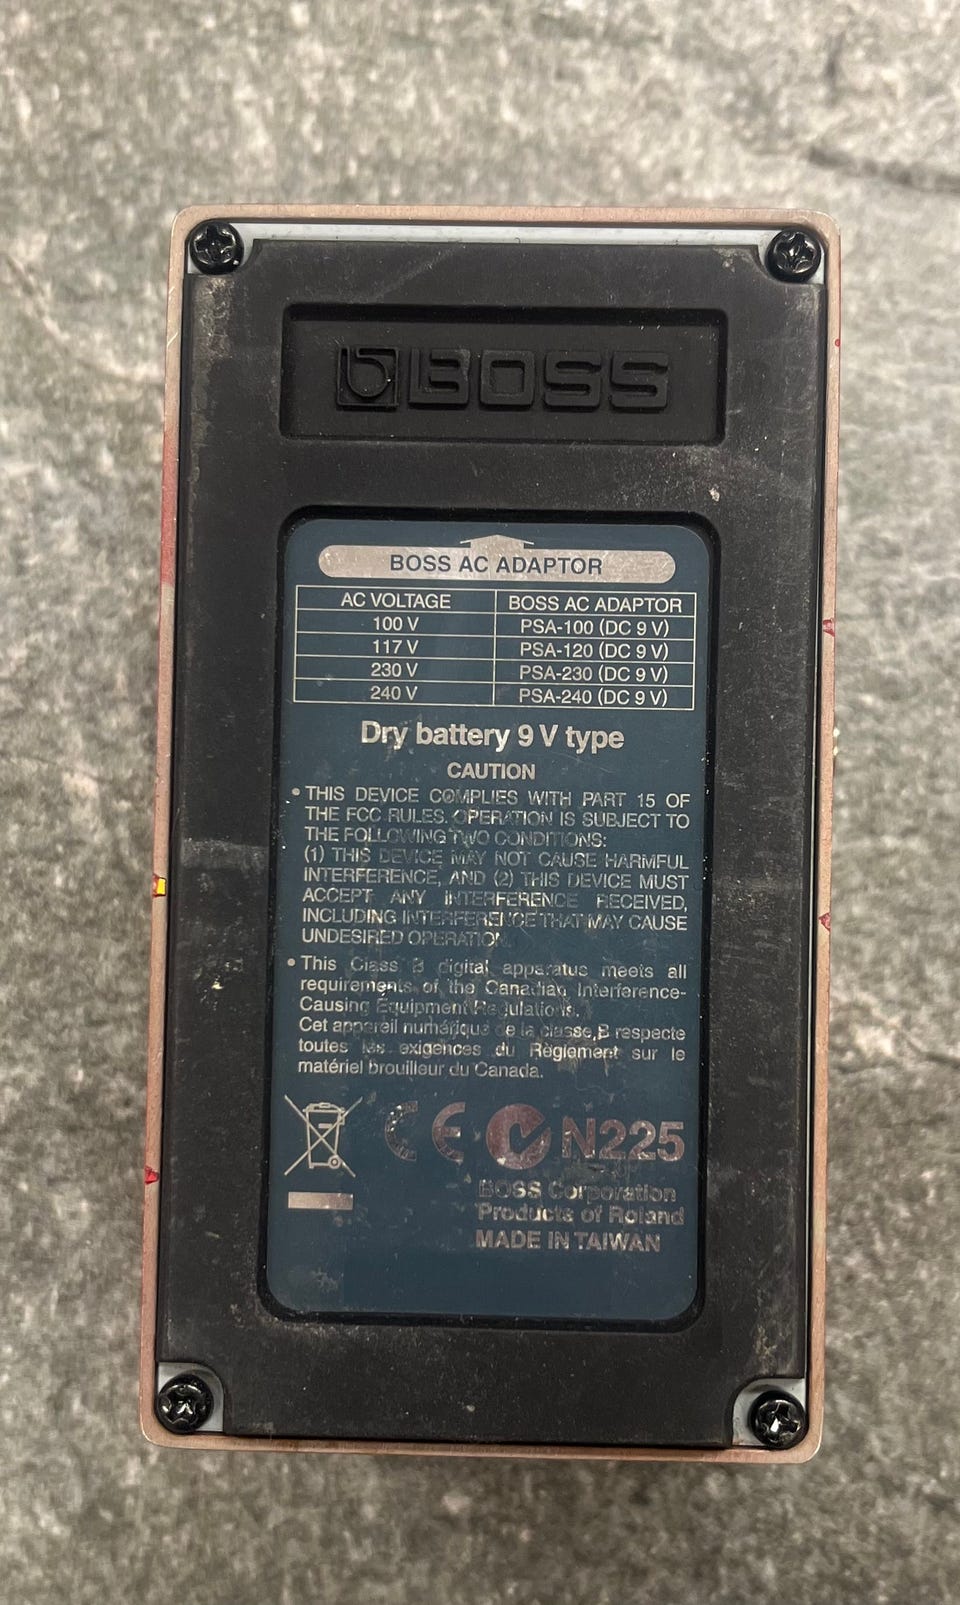 BOSS
BOSS AC ADAPTOR
AC VOLTAGE BOSS AC ADAPTOR
100 V PSA-100 (DC 9 V)
117 V PSA-120 (DC 9 V)
230 V PSA-230 (DC 9 V)
240 V PSA-240 (DC 9 V)
Dry battery 9 V type
CAUTION
• THIS DEVICE COMPLIES WITH PART 15 OF
THE FCC RULES. OPERATION IS SUBJECT TO
THE FOLLOWING TWO CONDITIONS:
(1) THIS DEVICE MAY NOT CAUSE HARMFUL
INTERFERENCE, AND (2) THIS DEVICE MUST
ACCEPT ANY INTERFERENCE RECEIVED,
INCLUDING INTERFERENCE THAT MAY CAUSE
UNDESIRED OPERATION.
• This Class B digital apparatus meets all
requirements of the Canadian Interference-
Causing Equipment Regulations.
Cet appareil numérique de la classe B respecte
toutes les exigences du Règlement sur le
matériel brouilleur du Canada.
CE N225
BOSS Corporation
Products of Roland
MADE IN TAIWAN